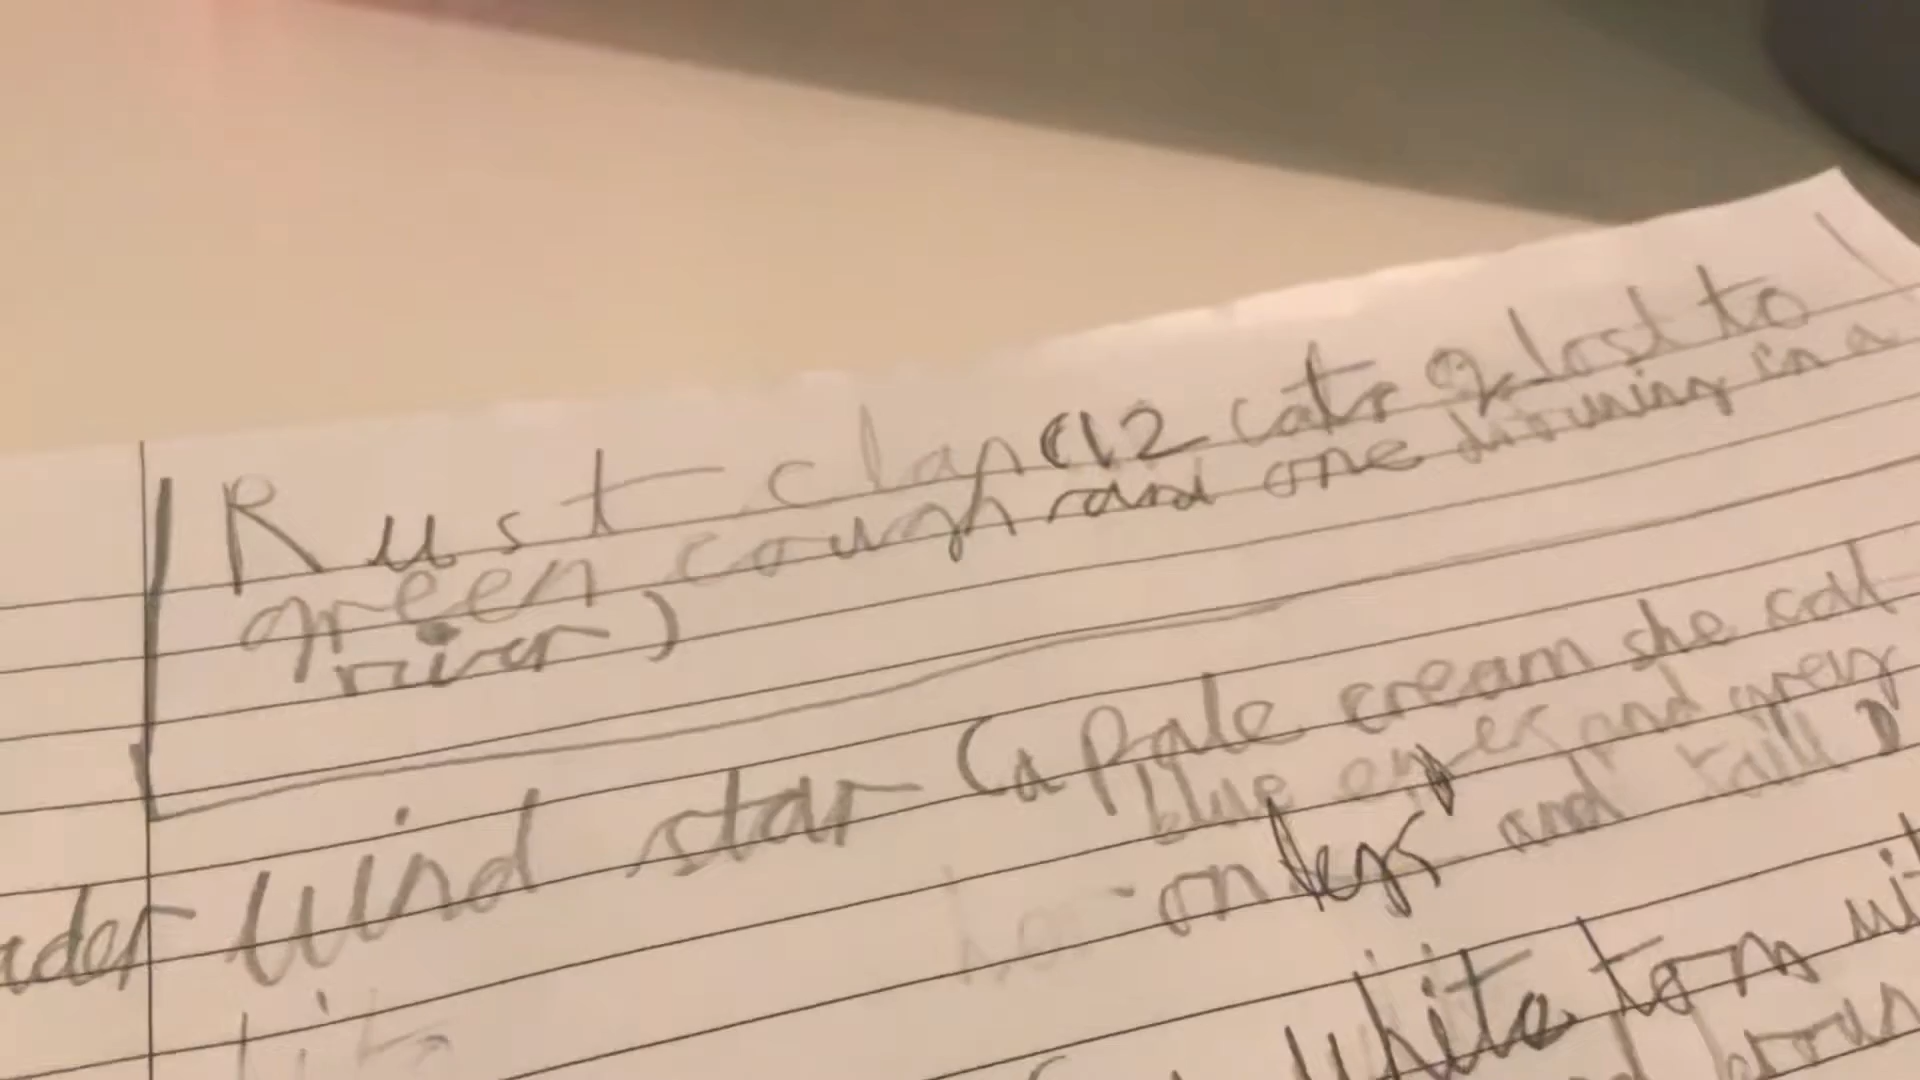 Rust clan (12 cats 2 lost to
green cough and one drowning in a
river)
Wind star (a Pale cream she cat
blue eyes and grey
on legs and tail)
white tom